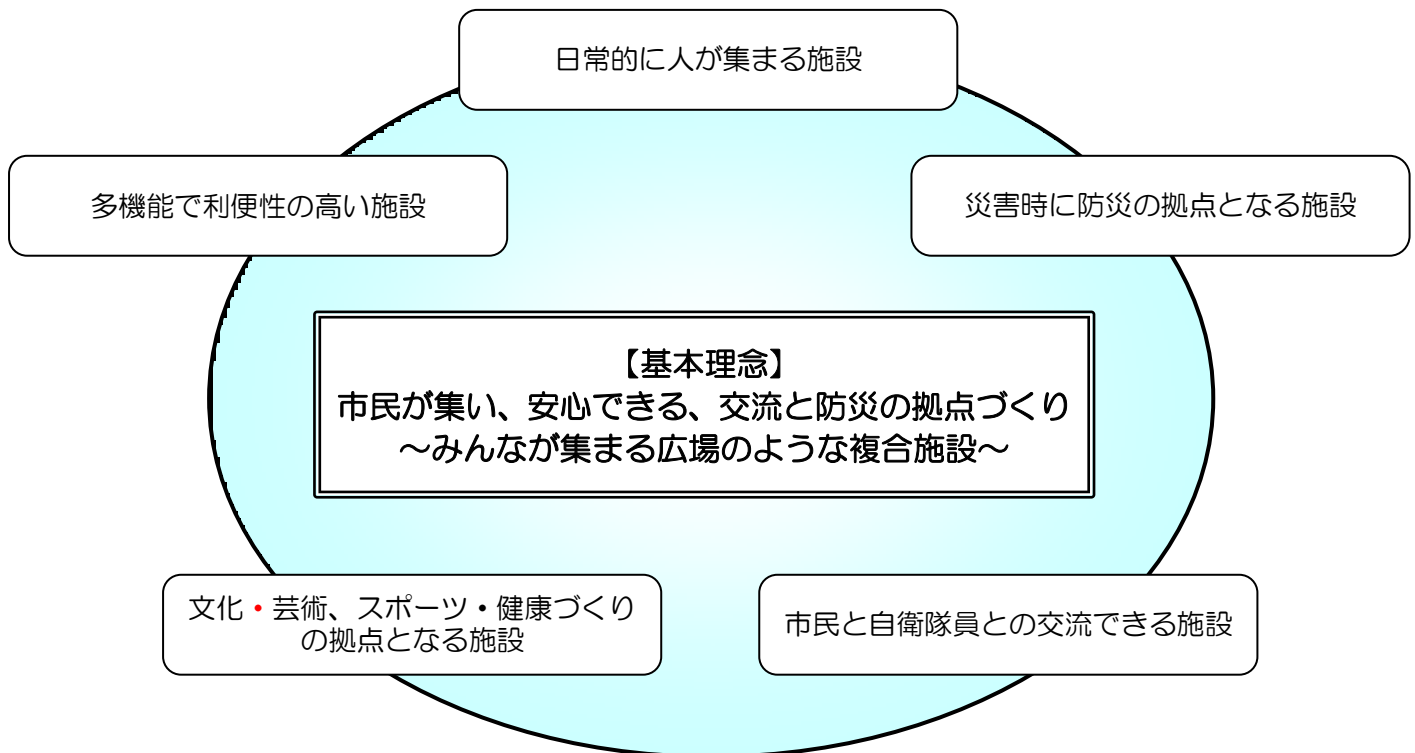 日常的に人が集まる施設
多機能で利便性の高い施設
災害時に防災の拠点となる施設
【基本理念】
市民が集い、安心できる、交流と防災の拠点づくり
～みんなが集まる広場のような複合施設～
文化・芸術、スポーツ・健康づくり
の拠点となる施設
市民と自衛隊員との交流できる施設